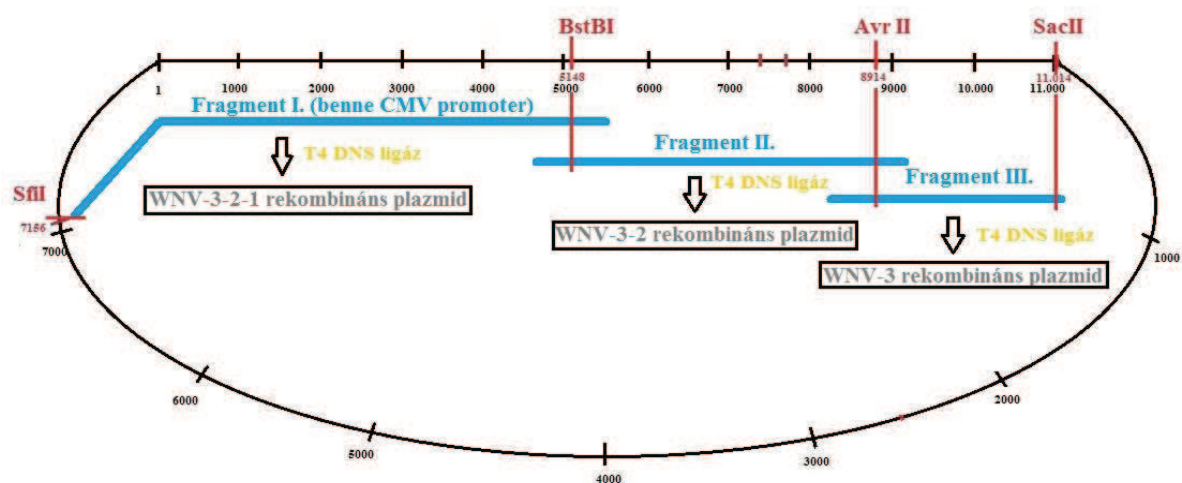 BstBI
Avr II
SacII
5148
8914
11.014
1
1000
2000
3000
4000
5000
6000
7000
8000
9000
10.000
11.000
Fragment I. (benne CMV promoter)
T4 DNS ligáz
WNV-3-2-1 rekombináns plazmid
Fragment II.
T4 DNS ligáz
WNV-3-2 rekombináns plazmid
Fragment III.
T4 DNS ligáz
WNV-3 rekombináns plazmid
SfiI
7186
7000
1000
6000
2000
5000
3000
4000